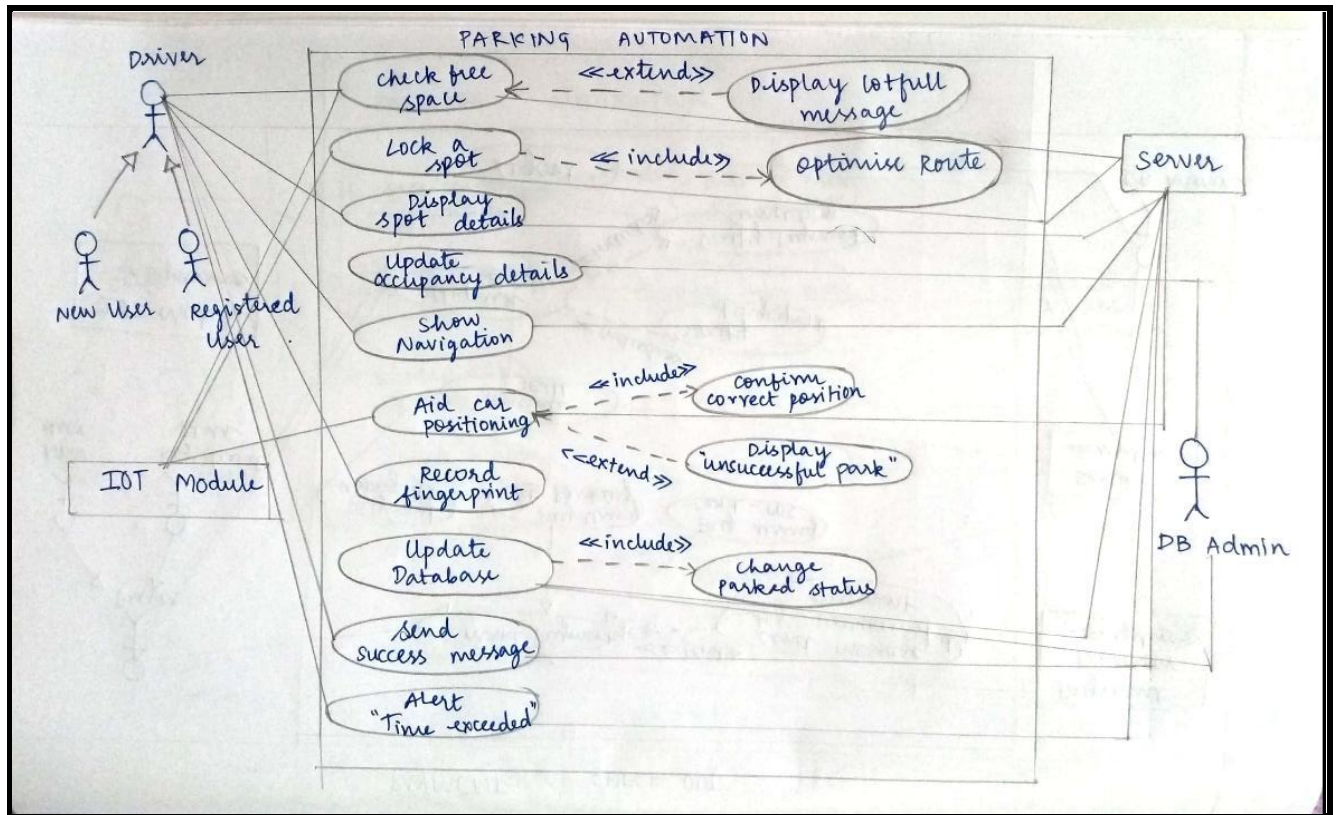 PARKING AUTOMATION
Driver
check free
space
<<extend>>
Display lotfull
message
Lock a
spot
<<include>>
Optimise Route
Server
Display
spot details
Update
occupancy details
New User
Registered
User
Show
Navigation
Aid car
positioning
<<include>>
Confirm
correct position
<<extend>>
Display
"unsuccessful park"
IOT Module
Record
fingerprint
DB Admin
Update
Database
<<include>>
Change
parked status
Send
success message
Alert
"Time exceeded"